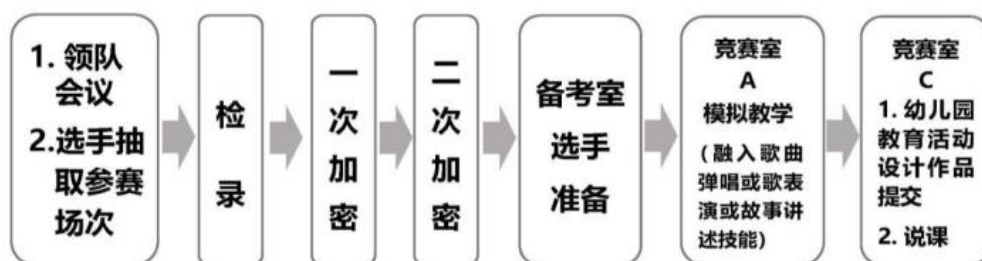 1. 领队
会议
2.选手抽
取参赛
场次
检
录
一
次
加
密
二
次
加
密
备考室
选手
准备
竞赛室
A
模拟教学
(融入歌曲
弹唱或歌表
演或故事讲
述技能)
竞赛室
C
1. 幼儿园
教育活动
设计作品
提交
2. 说课